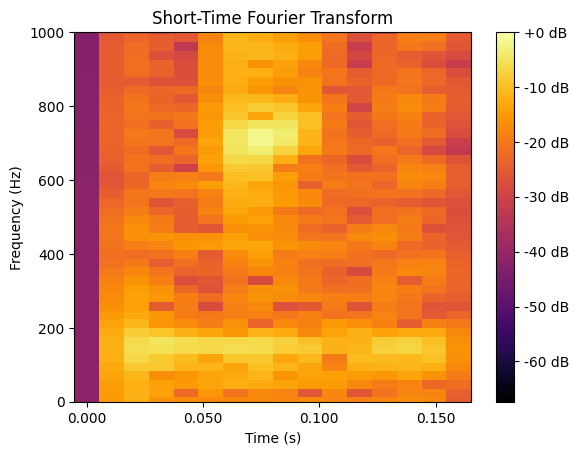 Short-Time Fourier Transform
Frequency (Hz)
1000
800
600
400
200
0
0.000
0.050
0.100
0.150
Time (s)
+0 dB
-10 dB
-20 dB
-30 dB
-40 dB
-50 dB
-60 dB